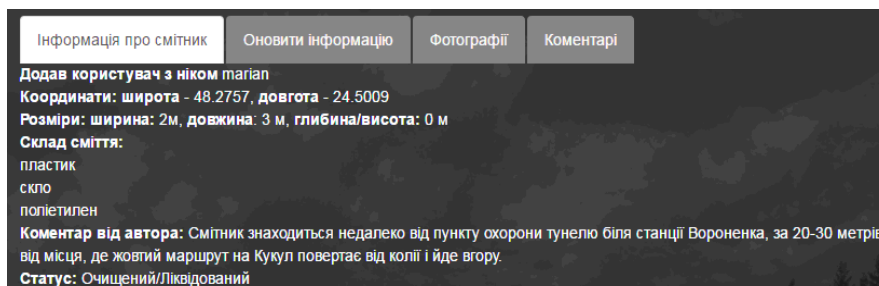 Інформація про смітник Оновити інформацію Фотографії Коментарі
Додав користувач з ніком marian
Координати: широта - 48.2757, довгота - 24.5009
Розміри: ширина: 2м, довжина: 3 м, глибина/висота: 0 м
Склад сміття:
пластик
скло
поліетилен
Коментар від автора: Смітник знаходиться недалеко від пункту охорони тунелю біля станції Вороненка, за 20-30 метрів
від місця, де жовтий маршрут на Кукул повертає від колії і йде вгору.
Статус: Очищений/Ліквідований